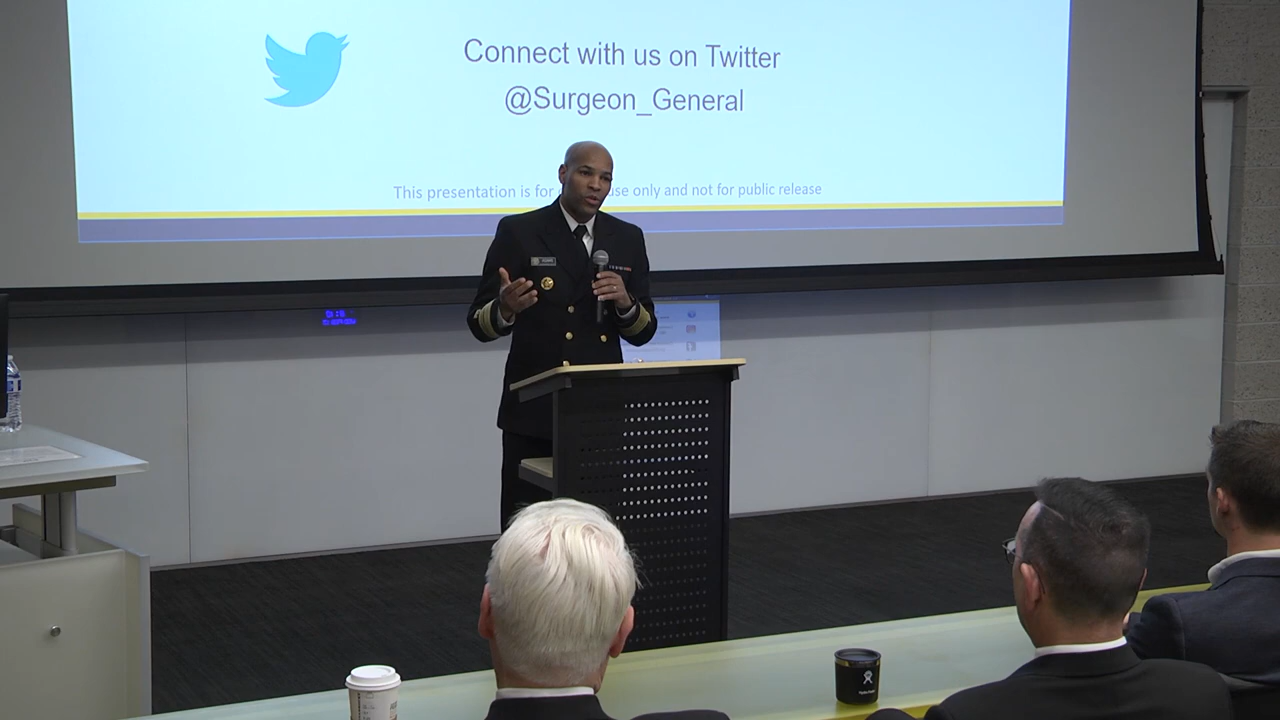 Connect with us on Twitter
@Surgeon_General
This presentation is for use only and not for public release